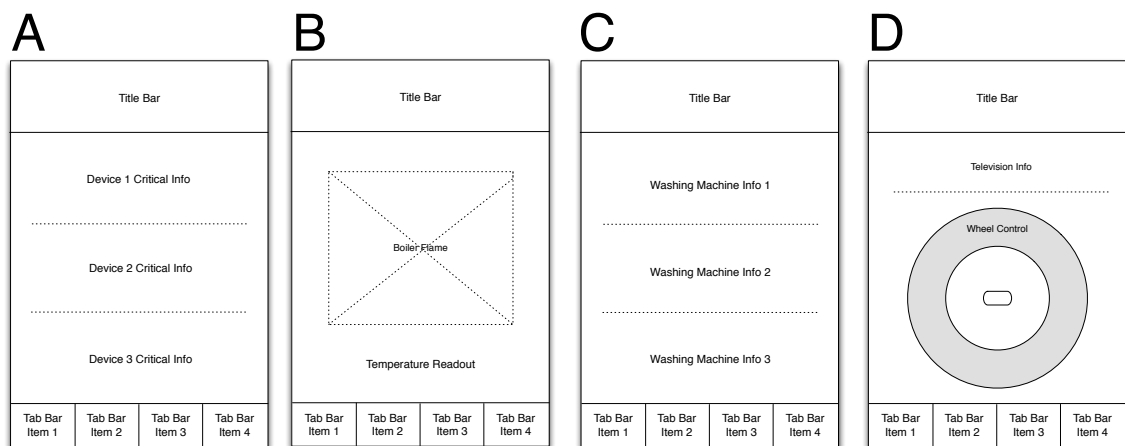 A
Title Bar
Device 1 Critical Info
Device 2 Critical Info
Device 3 Critical Info
Tab Bar
Item 1
Tab Bar
Item 2
Tab Bar
Item 3
Tab Bar
Item 4
B
Title Bar
Boiler Flame
Temperature Readout
Tab Bar
Item 1
Tab Bar
Item 2
Tab Bar
Item 3
Tab Bar
Item 4
C
Title Bar
Washing Machine Info 1
Washing Machine Info 2
Washing Machine Info 3
Tab Bar
Item 1
Tab Bar
Item 2
Tab Bar
Item 3
Tab Bar
Item 4
D
Title Bar
Television Info
Wheel Control
Tab Bar
Item 1
Tab Bar
Item 2
Tab Bar
Item 3
Tab Bar
Item 4